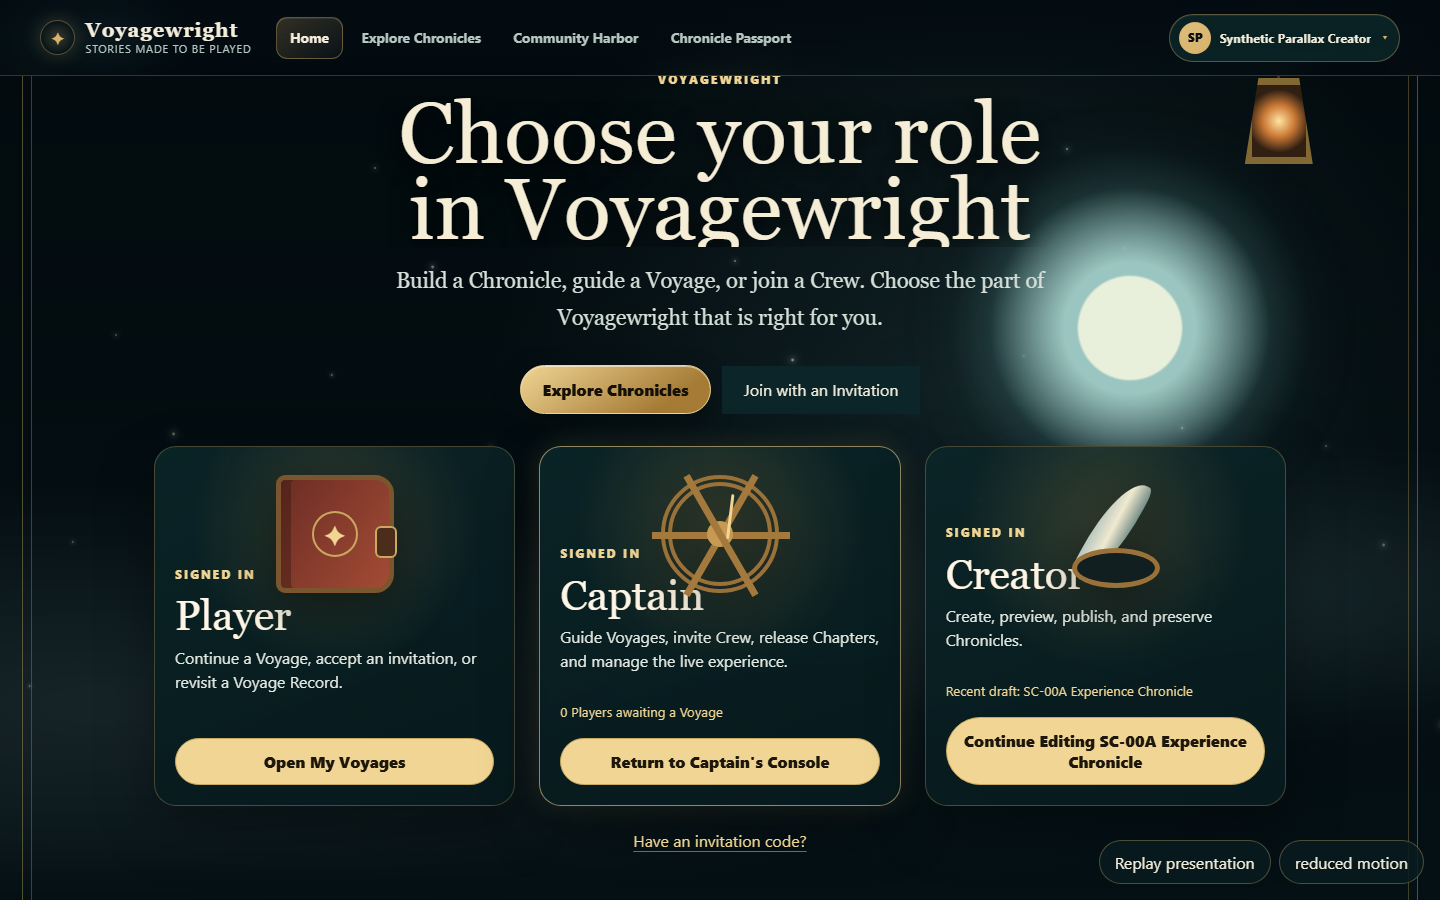 Voyagewright
STORIES MADE TO BE PLAYED
Home
Explore Chronicles
Community Harbor
Chronicle Passport
SP
Synthetic Parallax Creator
VOYAGEWRIGHT
Choose your role
in Voyagewright
Build a Chronicle, guide a Voyage, or join a Crew. Choose the part of
Voyagewright that is right for you.
Explore Chronicles
Join with an Invitation
SIGNED IN
Player
Continue a Voyage, accept an invitation, or
revisit a Voyage Record.
Open My Voyages
SIGNED IN
Captain
Guide Voyages, invite Crew, release Chapters,
and manage the live experience.
0 Players awaiting a Voyage
Return to Captain's Console
SIGNED IN
Creator
Create, preview, publish, and preserve
Chronicles.
Recent draft: SC-00A Experience Chronicle
Continue Editing SC-00A Experience
Chronicle
Have an invitation code?
Replay presentation
reduced motion